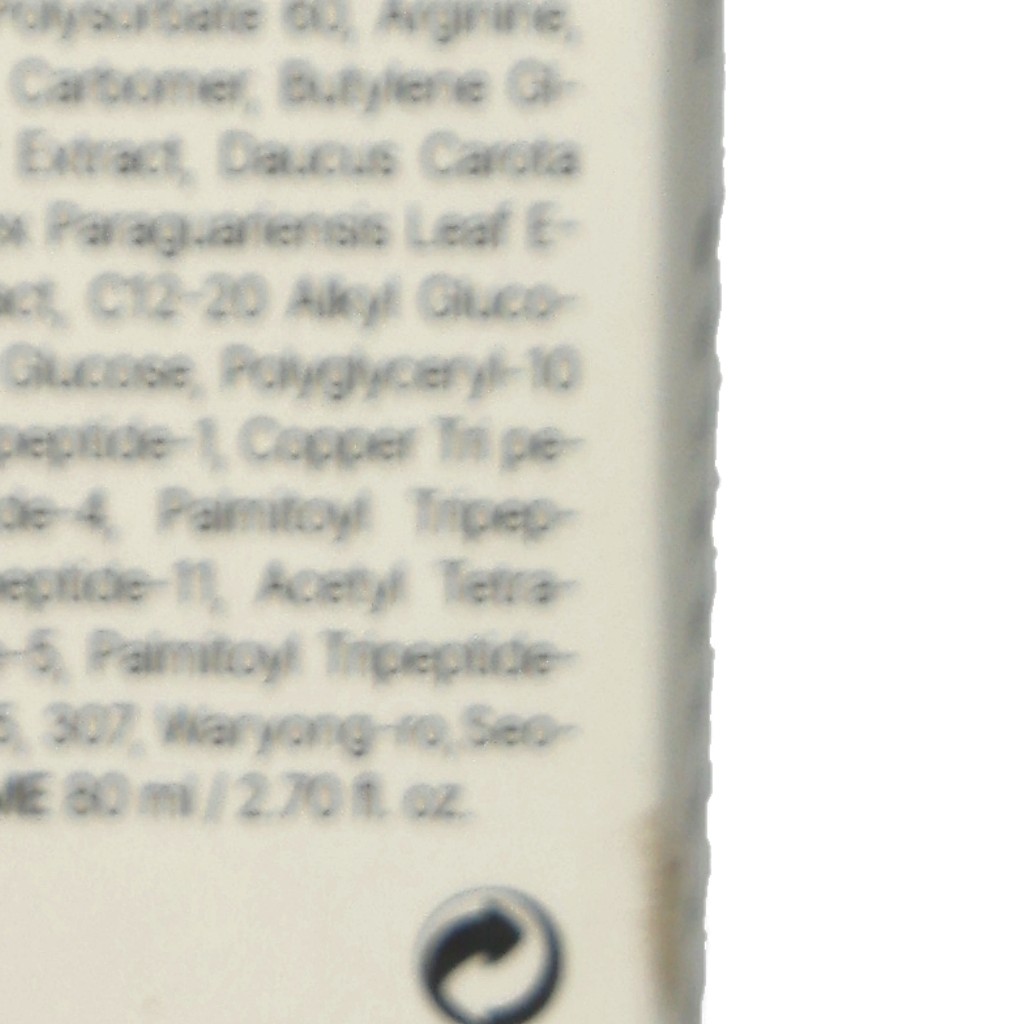 Polysorbate 60, Arginine,
Carbomer, Butylene Gl-
Extract, Daucus Carota
Paraguariensis Leaf E-
C12-20 Alkyl Gluco-
Glucose, Polyglyceryl-10
peptide-1, Copper Tri pe-
de-4, Palmitoyl Tripep-
peptide-11, Acetyl Tetra-
-5, Palmitoyl Tripeptide-
5, 307, Waryong-ro, Seo-
ME 80 ml / 2.70 fl. oz.